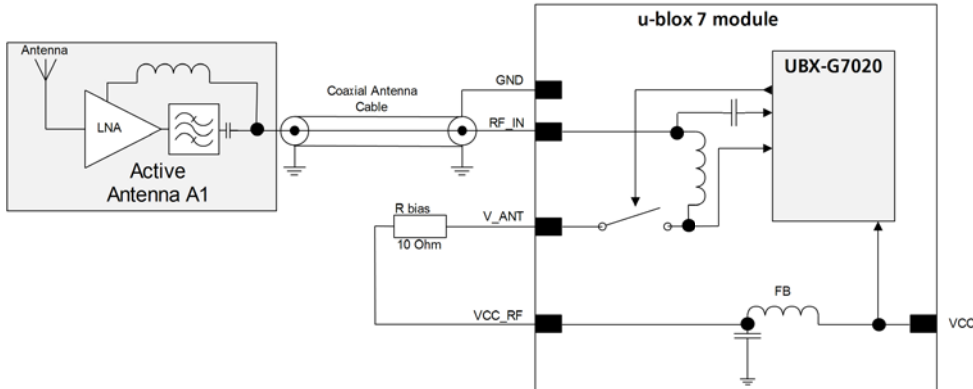 u-blox 7 module
Antenna
UBX-G7020
GND
Coaxial Antenna
Cable
LNA
RF_IN
Active
Antenna A1
R bias
V_ANT
10 Ohm
FB
VCC_RF
VCC